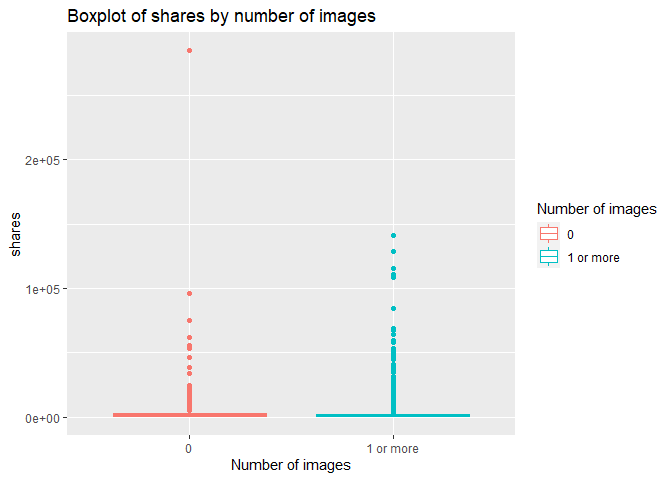 Boxplot of shares by number of images
shares
2e+05
1e+05
0e+00
0
1 or more
Number of images
Number of images
0
1 or more